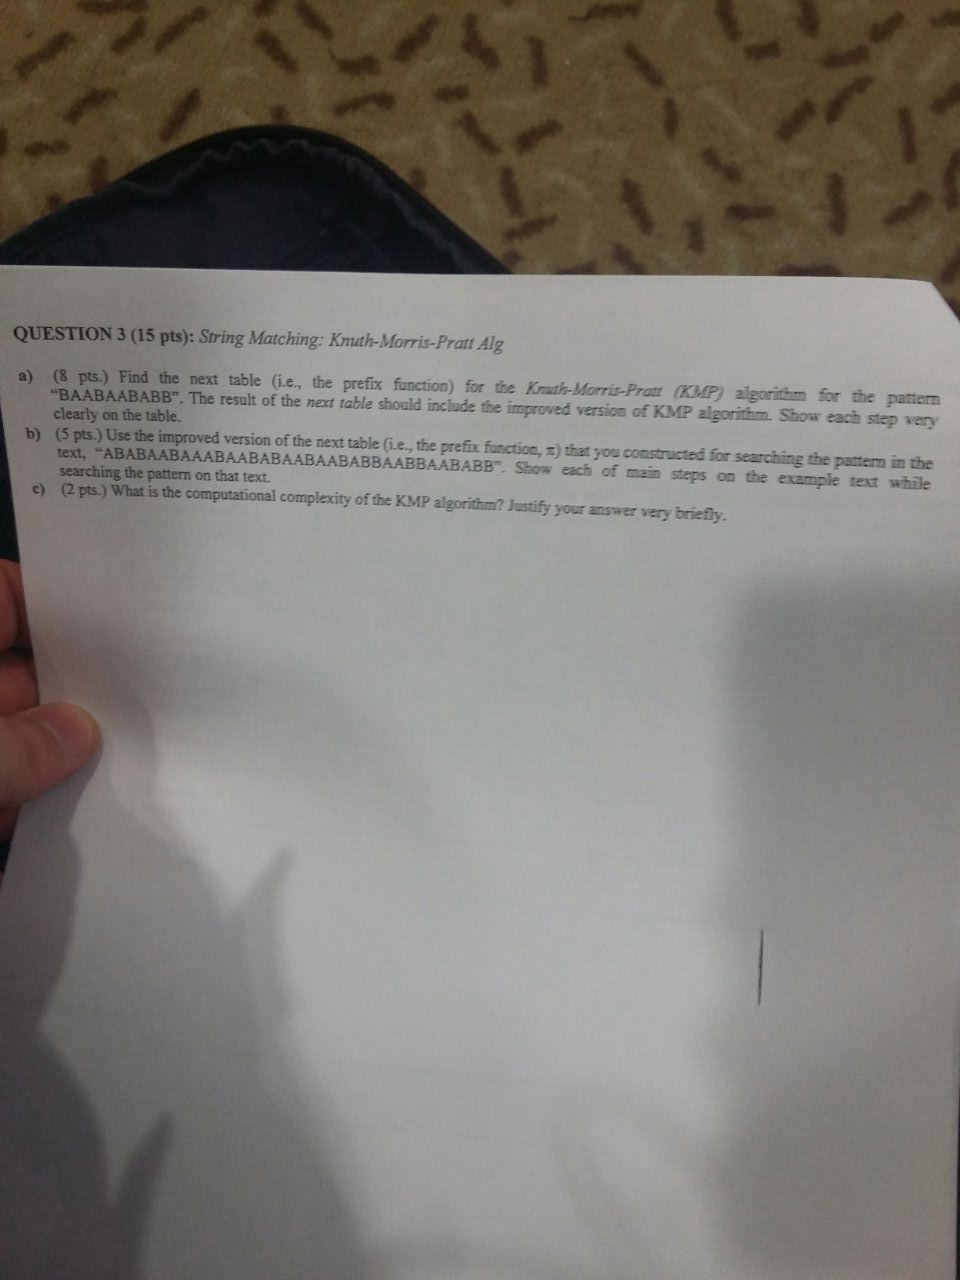 QUESTION 3 (15 pts): String Matching: Knuth-Morris-Pratt Alg
a) (8 pts.) Find the next table (i.e., the prefix function) for the Knuth-Morris-Pratt (KMP) algorithm for the pattern
"BAABAABABB". The result of the next table should include the improved version of KMP algorithm. Show each step very
clearly on the table.
b) (5 pts.) Use the improved version of the next table (i.e., the prefix function, π) that you constructed for searching the pattern in the
text, "ABABAABAAABAABABAABAABABBAABBAABABB". Show each of main steps on the example text while
searching the pattern on that text.
c) (2 pts.) What is the computational complexity of the KMP algorithm? Justify your answer very briefly.